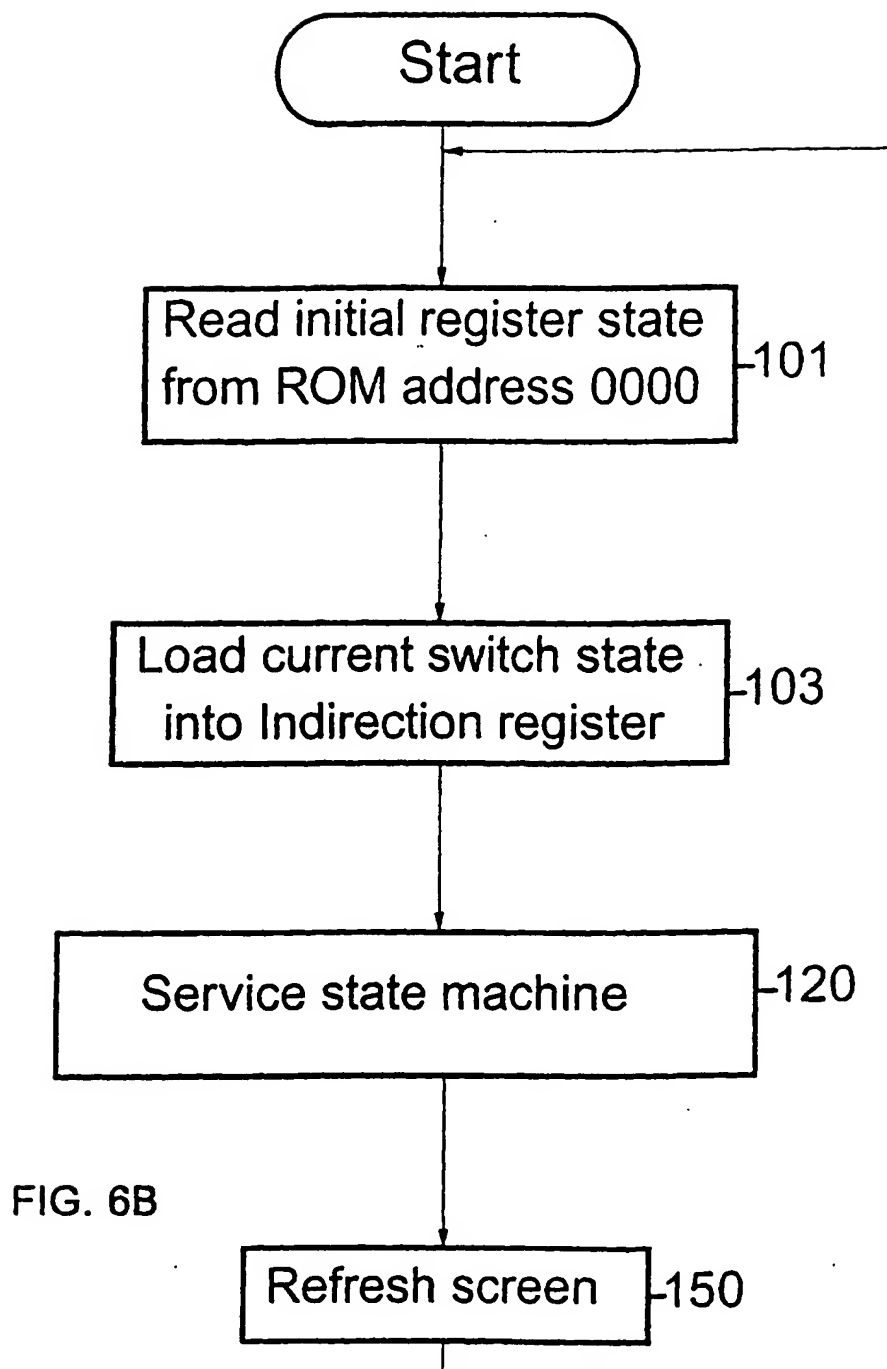 Start
Read initial register state
from ROM address 0000
101
Load current switch state
into Indirection register
103
Service state machine
120
FIG. 6B
Refresh screen
150